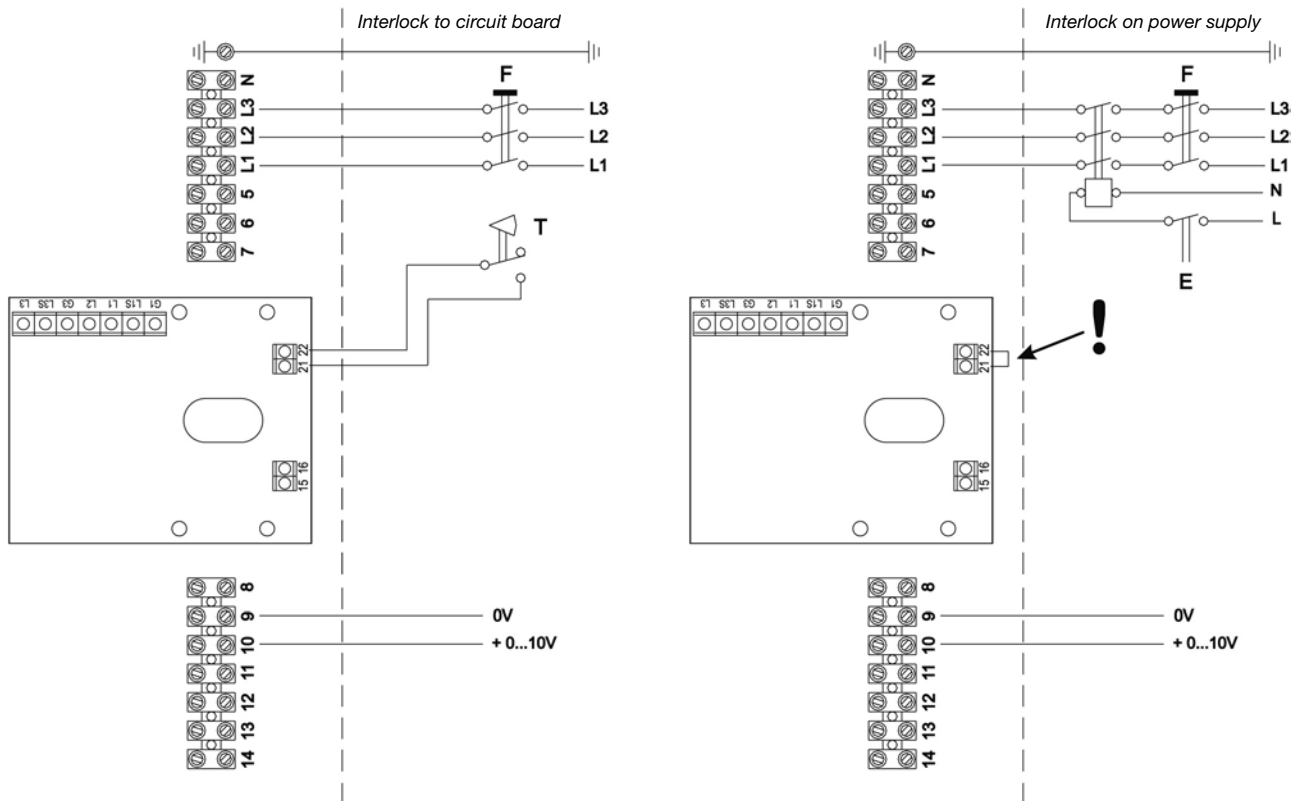 Interlock to circuit board
N
F
L3
L3
L2
L2
L1
L1
5
6
T
7
L3 L3S G3 L2 L1 L1S G1
22
21
16
15
8
9
0V
10
+ 0...10V
11
12
13
14
Interlock on power supply
N
F
L3
L3
L2
L2
L1
L1
5
N
6
L
7
E
L3 L3S G3 L2 L1 L1S G1
!
22
21
16
15
8
9
0V
10
+ 0...10V
11
12
13
14